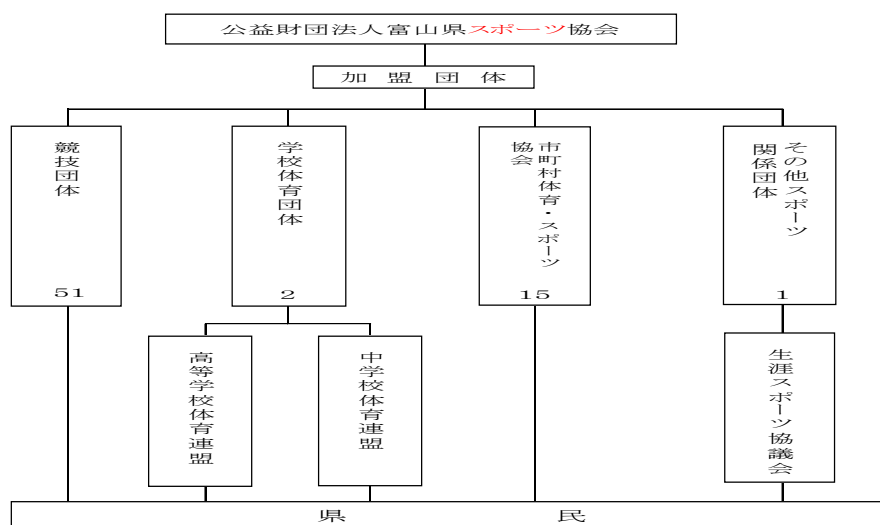 公益財団法人富山県スポーツ協会
加盟団体
競技団体
51
学校体育団体
2
市町村体育・スポーツ
協会
15
その他スポーツ
関係団体
1
高等学校体育連盟
中学校体育連盟
生涯スポーツ協議会
県民